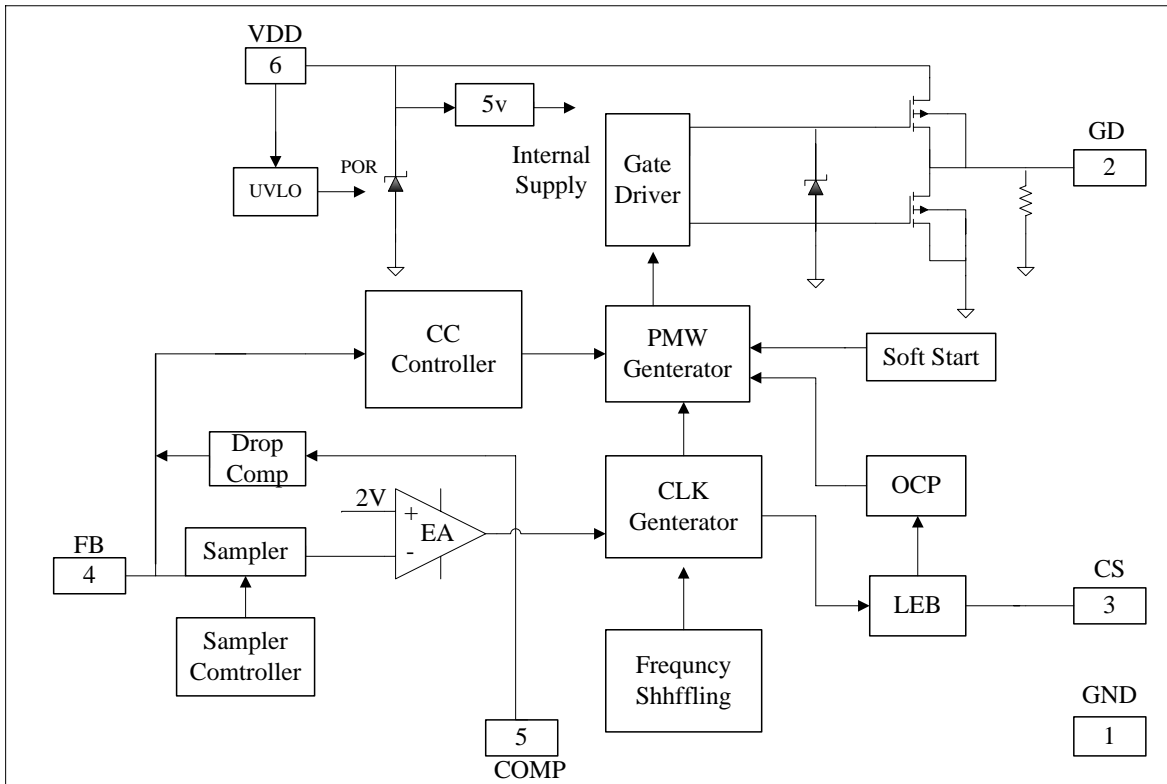 VDD
6
5v
Internal
Supply
POR
UVLO
Gate
Driver
GD
2
CC
Controller
PMW
Genterator
Soft Start
Drop
Comp
2V
+
EA
-
CLK
Genterator
OCP
FB
4
Sampler
LEB
CS
3
Sampler
Comtroller
Frequncy
Shhffling
5
COMP
GND
1